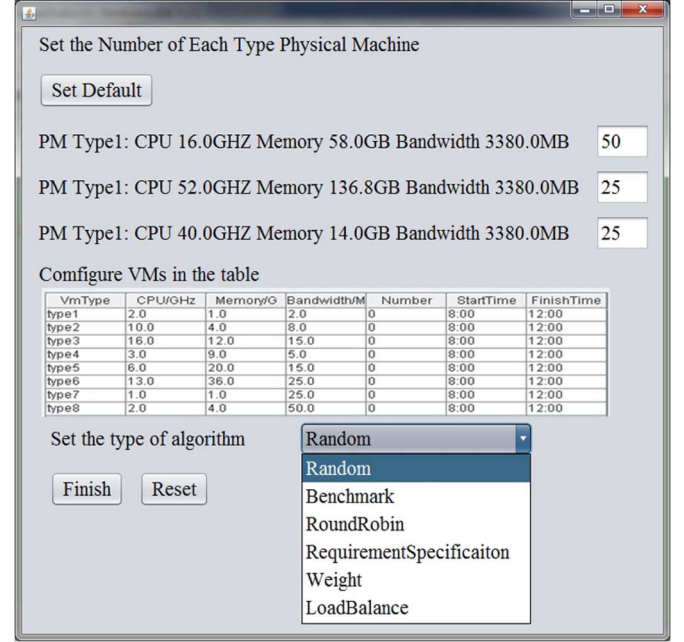 Set the Number of Each Type Physical Machine
Set Default
PM Type1: CPU 16.0GHZ Memory 58.0GB Bandwidth 3380.0MB 50
PM Type1: CPU 52.0GHZ Memory 136.8GB Bandwidth 3380.0MB 25
PM Type1: CPU 40.0GHZ Memory 14.0GB Bandwidth 3380.0MB 25
Comfigure VMs in the table
VmType CPU/GHz Memory/G Bandwidth/M Number StartTime FinishTime
type1 2.0 1.0 2.0 0 8:00 12:00
type2 10.0 4.0 8.0 0 8:00 12:00
type3 16.0 12.0 15.0 0 8:00 12:00
type4 3.0 9.0 5.0 0 8:00 12:00
type5 6.0 20.0 15.0 0 8:00 12:00
type6 13.0 36.0 25.0 0 8:00 12:00
type7 1.0 1.0 25.0 0 8:00 12:00
type8 2.0 4.0 50.0 0 8:00 12:00
Set the type of algorithm Random
Finish Reset
Random
Benchmark
RoundRobin
RequirementSpecificaiton
Weight
LoadBalance